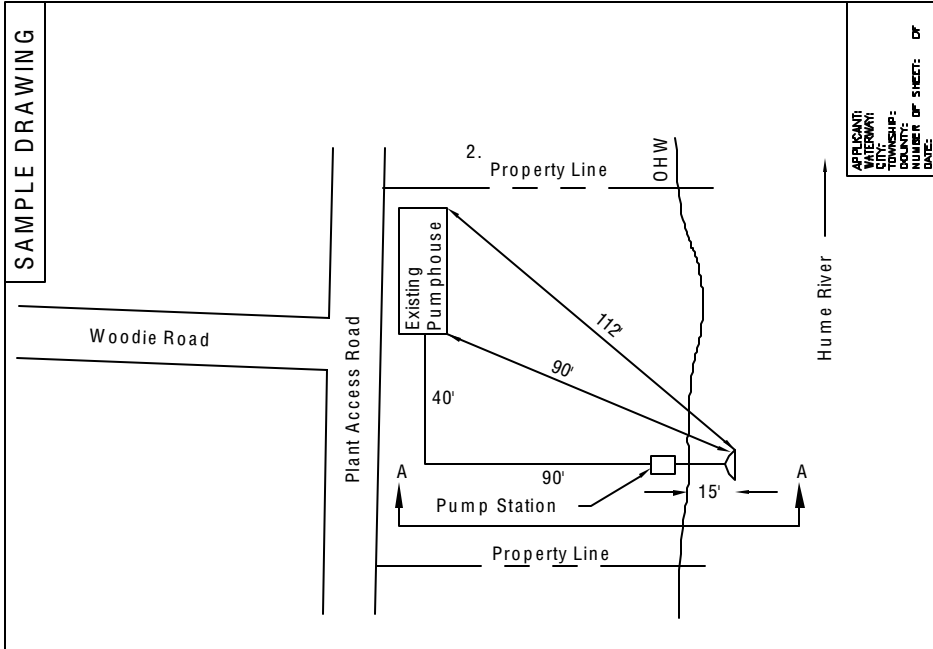 SAMPLE DRAWING
2.
Property Line
OHW
Woodie Road
Existing
Pumphouse
Plant Access Road
112'
90'
40'
Hume River
A
90'
15'
A
Pump Station
Property Line
APPLICANT:
WATERWAY:
CITY:
TOWNSHIP:
COUNTY:
NUMBER OF SHEET: OF
DATE: